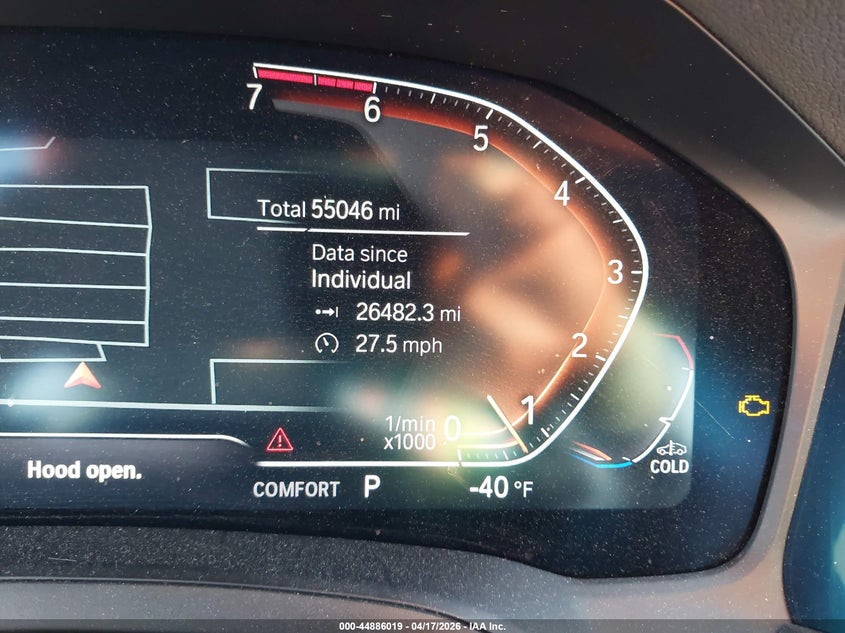 7
6
5
4
3
2
1
0
Total 55046 mi
Data since
Individual
26482.3 mi
27.5 mph
1/min
x1000
Hood open.
COMFORT P -40 °F
COLD
000-44886019 - 04/17/2026 - IAA Inc.